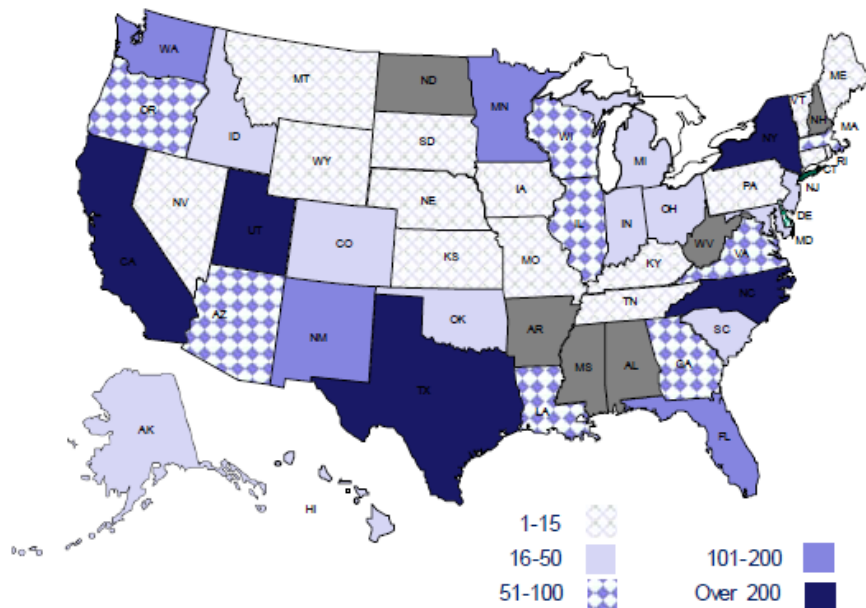 WA
MT
ND
MN
ME
VT
NH
MA
OR
ID
WI
NY
SD
MI
RI
CT
WY
IA
PA
NJ
NV
NE
IL
IN
OH
DE
UT
CO
WV
MD
CA
KS
MO
KY
VA
TN
NC
AZ
NM
OK
AR
SC
MS
AL
GA
TX
LA
FL
AK
HI
1-15
16-50
101-200
51-100
Over 200